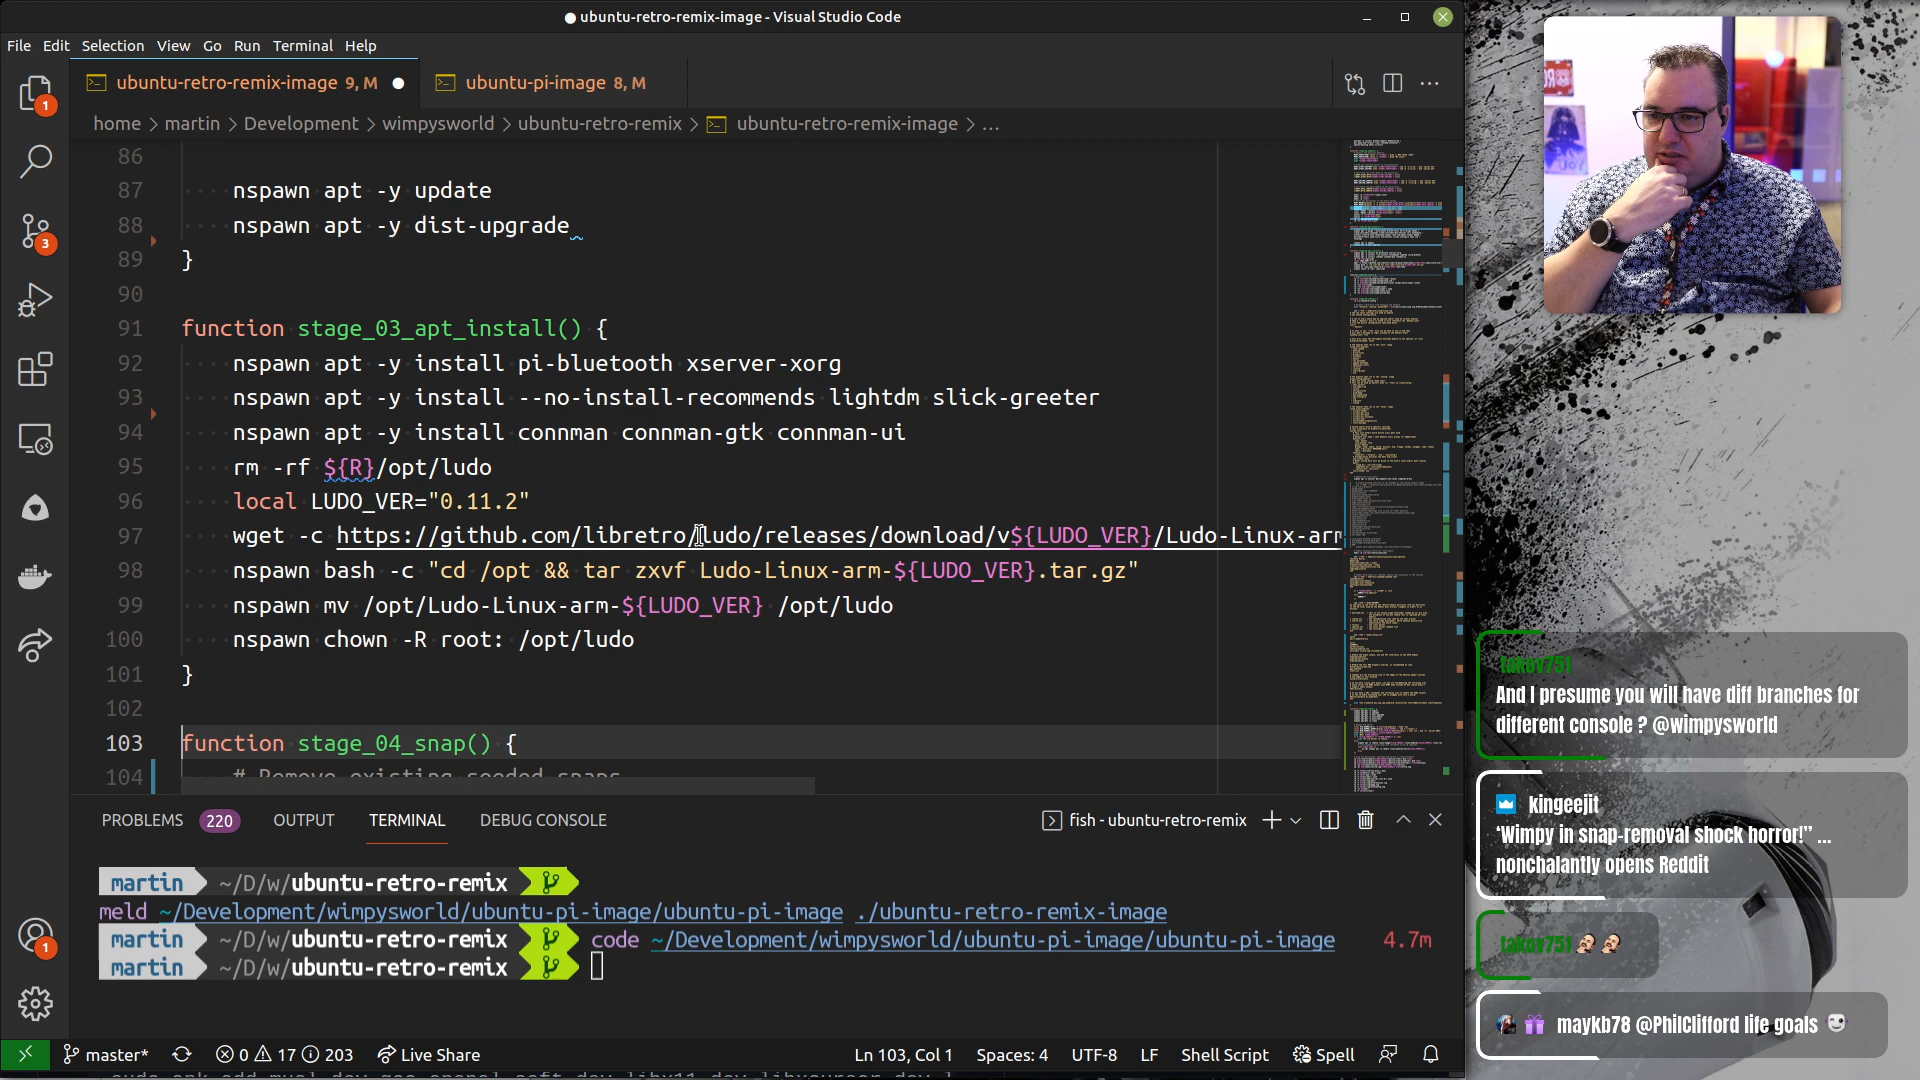 ● ubuntu-retro-remix-image - Visual Studio Code
File Edit Selection View Go Run Terminal Help
ubuntu-retro-remix-image 9, M ●
ubuntu-pi-image 8, M
home > martin > Development > wimpysworld > ubuntu-retro-remix > ubuntu-retro-remix-image > ...
86
87 nspawn apt -y update
88 nspawn apt -y dist-upgrade
89 }
90
91 function stage_03_apt_install() {
92 nspawn apt -y install pi-bluetooth xserver-xorg
93 nspawn apt -y install --no-install-recommends lightdm slick-greeter
94 nspawn apt -y install connman connman-gtk connman-ui
95 rm -rf ${R}/opt/ludo
96 local LUDO_VER="0.11.2"
97 wget -c https://github.com/libretro/ludo/releases/download/v${LUDO_VER}/Ludo-Linux-arm
98 nspawn bash -c "cd /opt && tar zxvf Ludo-Linux-arm-${LUDO_VER}.tar.gz"
99 nspawn mv /opt/Ludo-Linux-arm-${LUDO_VER} /opt/ludo
100 nspawn chown -R root: /opt/ludo
101 }
102
103 function stage_04_snap() {
104 # Remove existing seeded snaps
PROBLEMS 220 OUTPUT TERMINAL DEBUG CONSOLE
fish - ubuntu-retro-remix
martin ~/D/w/ubuntu-retro-remix
meld ~/Development/wimpysworld/ubuntu-pi-image/ubuntu-pi-image ./ubuntu-retro-remix-image
martin ~/D/w/ubuntu-retro-remix code ~/Development/wimpysworld/ubuntu-pi-image/ubuntu-pi-image 4.7m
martin ~/D/w/ubuntu-retro-remix
master* 0 17 203 Live Share
Ln 103, Col 1 Spaces: 4 UTF-8 LF Shell Script Spell
1
3
1
And I presume you will have diff branches for
different console ? @wimpysworld
kingeejit
'Wimpy in snap-removal shock horror!" ...
nonchalantly opens Reddit
maykb78 @PhilClifford life goals